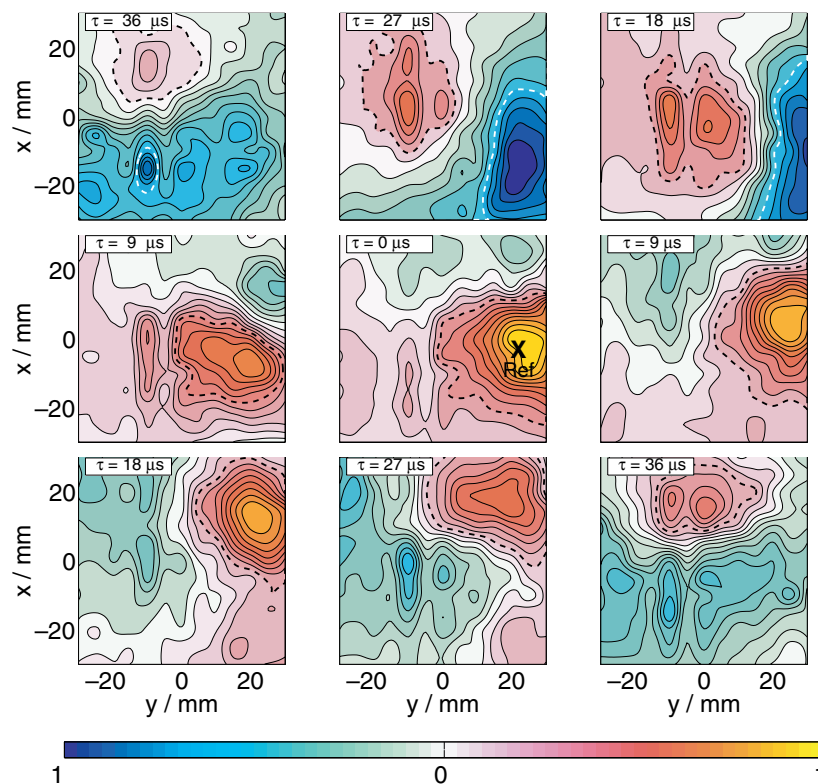 τ = 36 μs
τ = 27 μs
τ = 18 μs
20
0
−20
x / mm
τ = 9 μs
τ = 0 μs
τ = 9 μs
X
Ref
20
0
−20
x / mm
τ = 18 μs
τ = 27 μs
τ = 36 μs
20
0
−20
x / mm
−20 0 20
−20 0 20
−20 0 20
y / mm
y / mm
y / mm
1 0 1